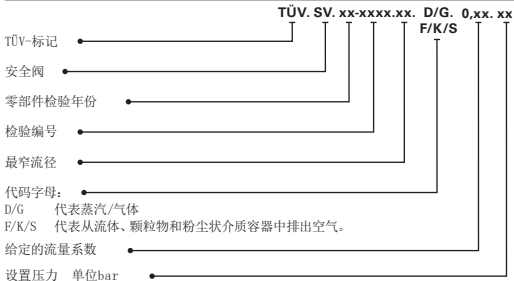 TÜV. SV. xx-xxxx.xx. D/G. 0,xx. xx
F/K/S
TÜV-标记
安全阀
零部件检验年份
检验编号
最窄流径
代码字母：
D/G 代表蒸汽/气体
F/K/S 代表从流体、颗粒物和粉尘状介质容器中排出空气。
给定的流量系数
设置压力 单位bar